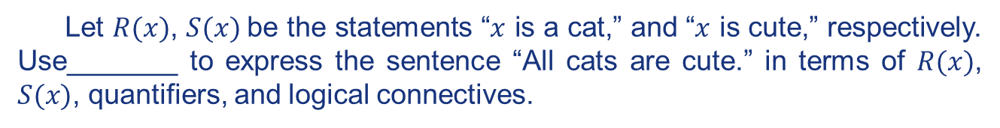 Let R(x), S(x) be the statements “x is a cat,” and “x is cute,” respectively.
Use________ to express the sentence “All cats are cute.” in terms of R(x),
S(x), quantifiers, and logical connectives.